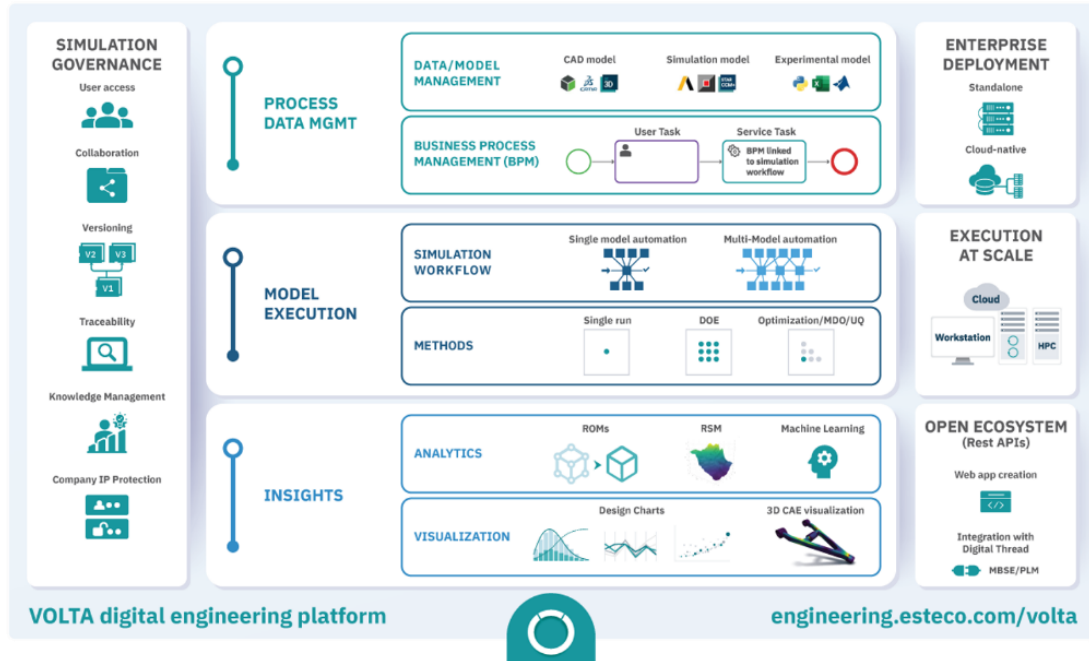 SIMULATION
GOVERNANCE
User access
Collaboration
Versioning
V2
V3
V1
Traceability
Knowledge Management
Company IP Protection
PROCESS
DATA MGMT
DATA/MODEL
MANAGEMENT
CAD model
CATIA
3D
Simulation model
STAR
CCM+
Experimental model
BUSINESS PROCESS
MANAGEMENT (BPM)
User Task
Service Task
BPM linked
to simulation
workflow
MODEL
EXECUTION
SIMULATION
WORKFLOW
Single model automation
Multi-Model automation
METHODS
Single run
DOE
Optimization/MDO/UQ
INSIGHTS
ANALYTICS
ROMs
RSM
Machine Learning
VISUALIZATION
Design Charts
3D CAE visualization
ENTERPRISE
DEPLOYMENT
Standalone
Cloud-native
EXECUTION
AT SCALE
Cloud
Workstation
HPC
OPEN ECOSYSTEM
(Rest APIs)
Web app creation
</>
Integration with
Digital Thread
MBSE/PLM
VOLTA digital engineering platform
engineering.esteco.com/volta